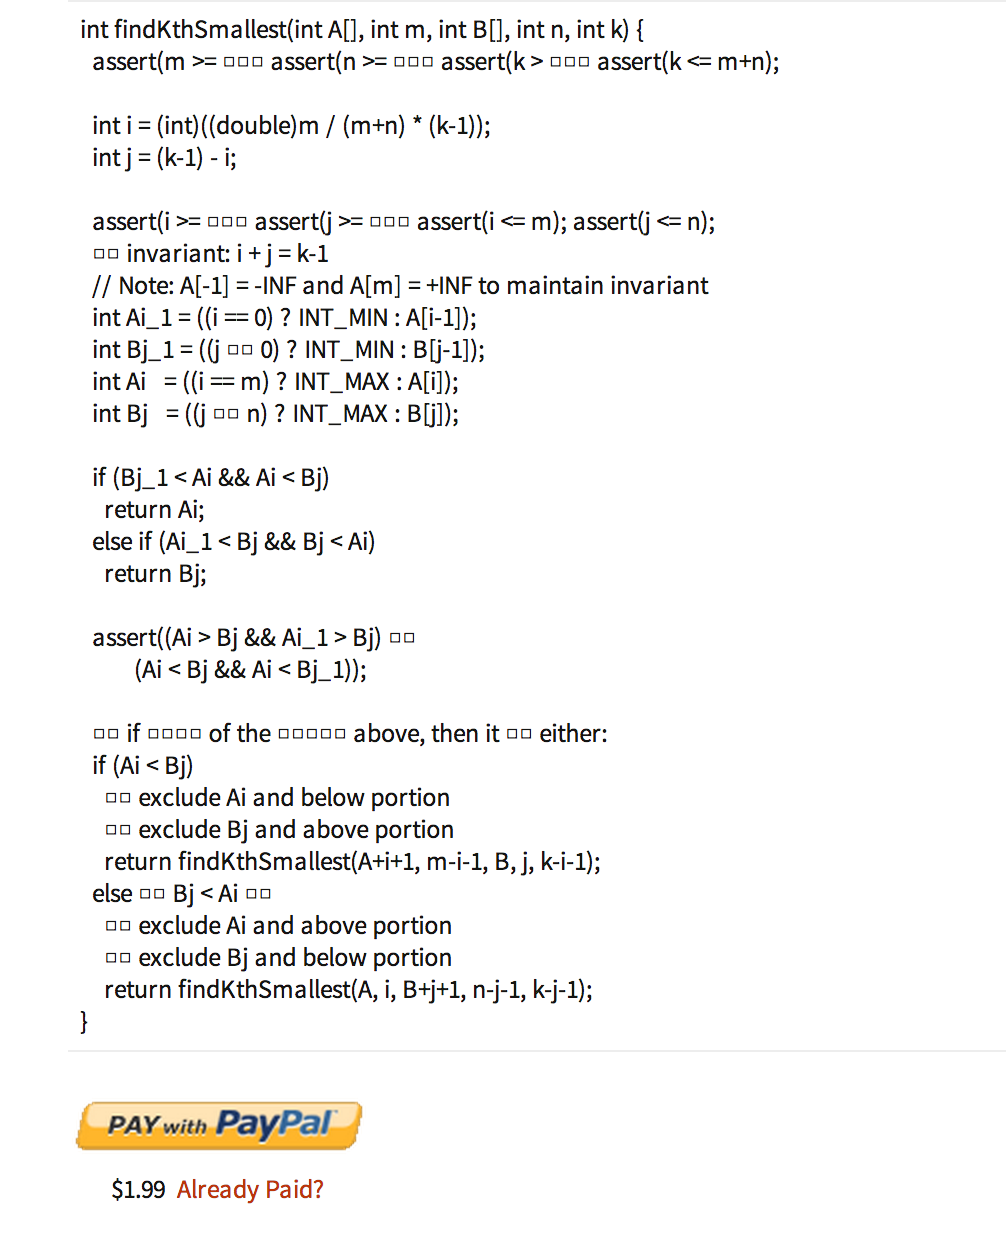 int findKthSmallest(int A[], int m, int B[], int n, int k) {
assert(m >= □□□ assert(n >= □□□ assert(k > □□□ assert(k <= m+n);
int i = (int)((double)m / (m+n) * (k-1));
int j = (k-1) - i;
assert(i >= □□□ assert(j >= □□□ assert(i <= m); assert(j <= n);
□□ invariant: i + j = k-1
// Note: A[-1] = -INF and A[m] = +INF to maintain invariant
int Ai_1 = ((i == 0) ? INT_MIN : A[i-1]);
int Bj_1 = ((j □□ 0) ? INT_MIN : B[j-1]);
int Ai = ((i == m) ? INT_MAX : A[i]);
int Bj = ((j □□ n) ? INT_MAX : B[j]);
if (Bj_1 < Ai && Ai < Bj)
return Ai;
else if (Ai_1 < Bj && Bj < Ai)
return Bj;
assert((Ai > Bj && Ai_1 > Bj) □□
(Ai < Bj && Ai < Bj_1));
□□ if □□□□ of the □□□□□ above, then it □□ either:
if (Ai < Bj)
□□ exclude Ai and below portion
□□ exclude Bj and above portion
return findKthSmallest(A+i+1, m-i-1, B, j, k-i-1);
else □□ Bj < Ai □□
□□ exclude Ai and above portion
□□ exclude Bj and below portion
return findKthSmallest(A, i, B+j+1, n-j-1, k-j-1);
}
PAY with PayPal
$1.99 Already Paid?